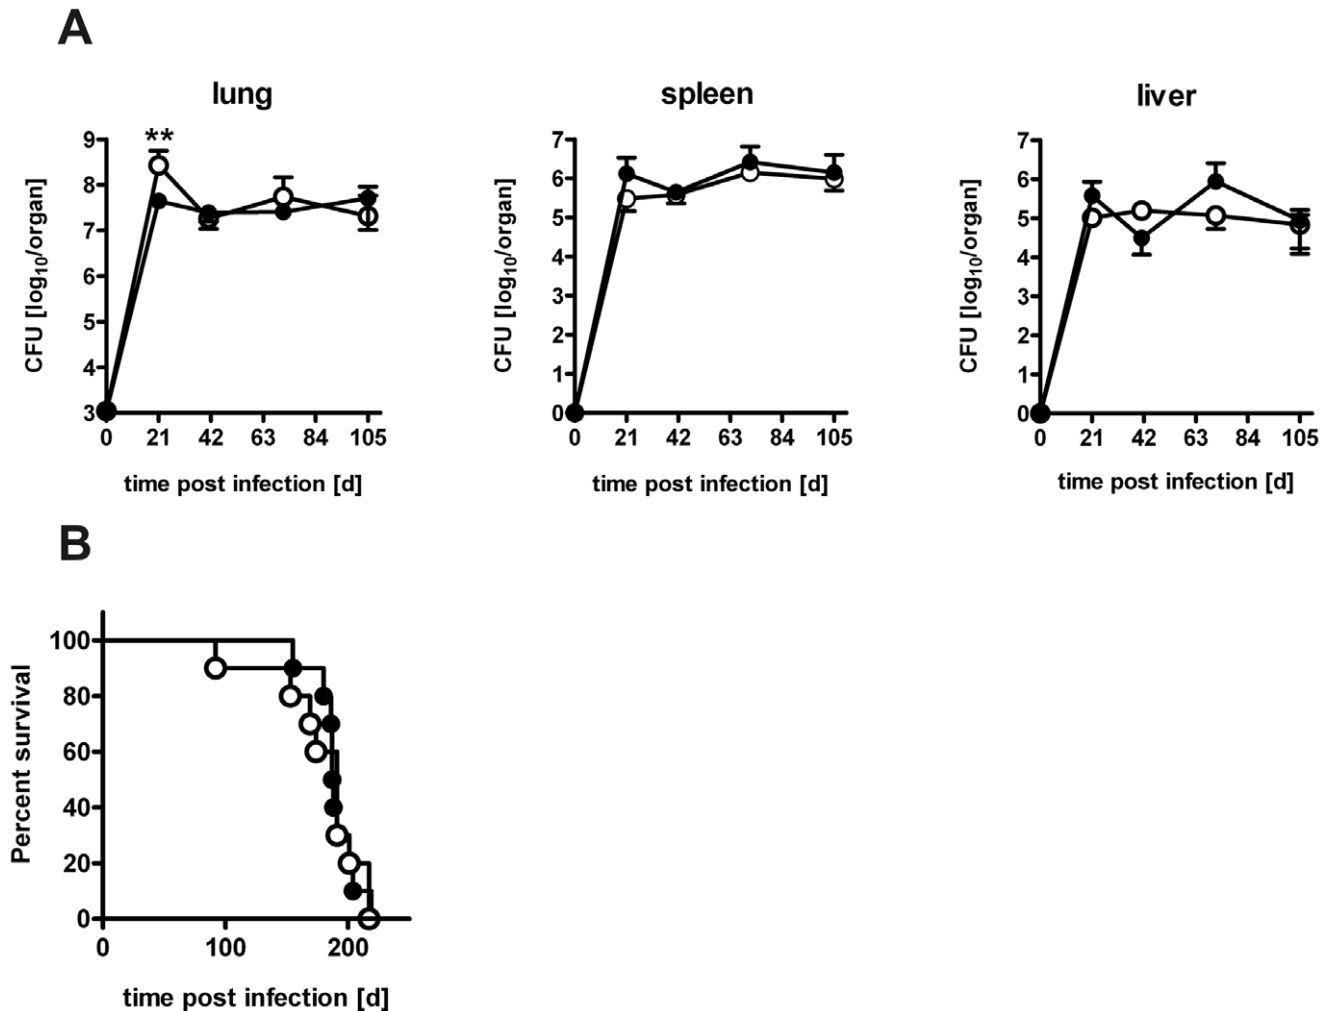 A
lung
spleen
liver
**
CFU [log10/organ]
9
8
7
6
5
4
3
0 21 42 63 84 105
time post infection [d]
CFU [log10/organ]
7
6
5
4
3
2
1
0
0 21 42 63 84 105
time post infection [d]
CFU [log10/organ]
7
6
5
4
3
2
1
0
0 21 42 63 84 105
time post infection [d]
B
Percent survival
100
80
60
40
20
0
0 100 200
time post infection [d]